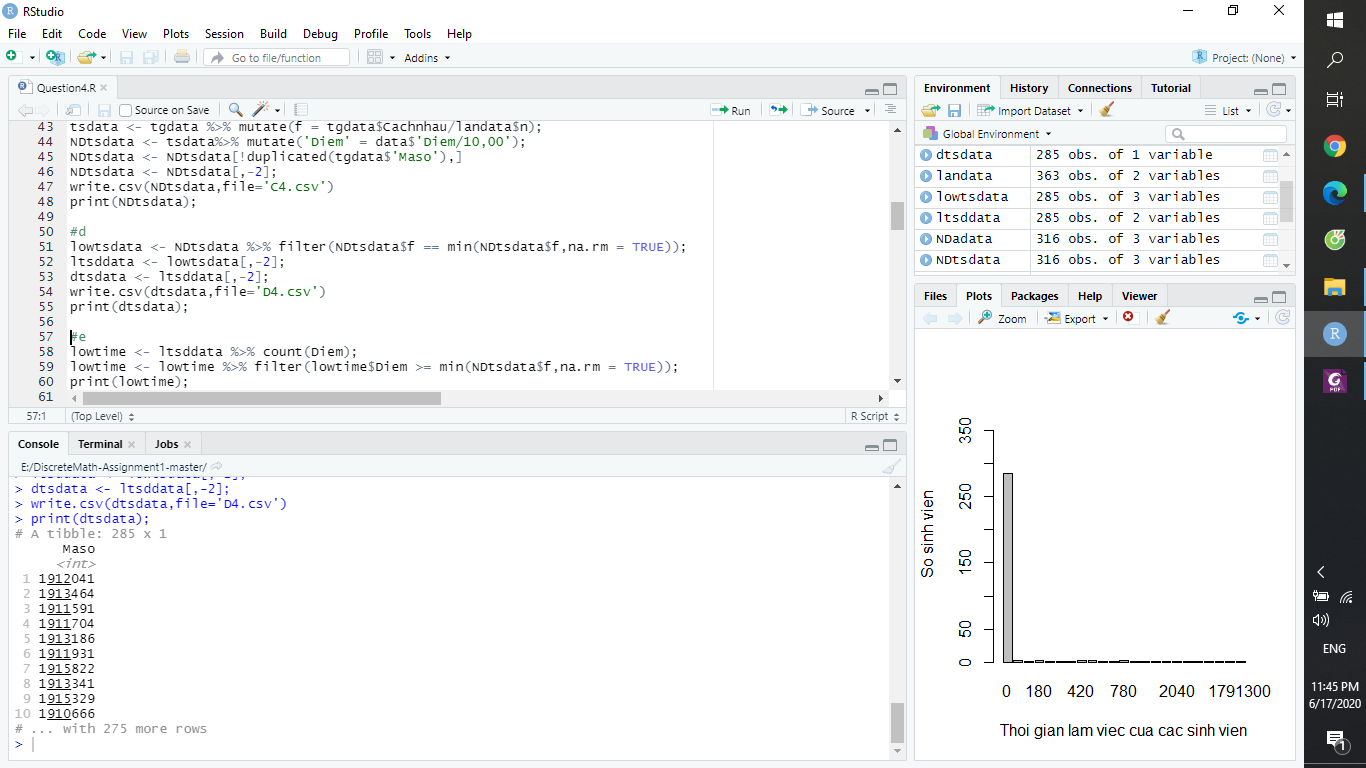 RStudio
File Edit Code View Plots Session Build Debug Profile Tools Help
Go to file/function Addins Project: (None)
Question4.R
Source on Save Run Source
43 tsdata <- tgdata %>% mutate(f = tgdata$Cachnhau/landata$n);
44 NDtsdata <- tsdata%>% mutate('Diem' = data$'Diem/10,00');
45 NDtsdata <- NDtsdata[!duplicated(tgdata$'Maso'),]
46 NDtsdata <- NDtsdata[,-2];
47 write.csv(NDtsdata,file='C4.csv')
48 print(NDtsdata);
49
50 #d
51 lowtsdata <- NDtsdata %>% filter(NDtsdata$f == min(NDtsdata$f,na.rm = TRUE));
52 ltsddata <- lowtsdata[,-2];
53 dtsdata <- ltsddata[,-2];
54 write.csv(dtsdata,file='D4.csv')
55 print(dtsdata);
56
57 #e
58 lowtime <- ltsddata %>% count(Diem);
59 lowtime <- lowtime %>% filter(lowtime$Diem >= min(NDtsdata$f,na.rm = TRUE));
60 print(lowtime);
61
57:1 (Top Level) R Script
Console Terminal Jobs
E:/DiscreteMath-Assignment1-master/
> dtsdata <- ltsddata[,-2];
> write.csv(dtsdata,file='D4.csv')
> print(dtsdata);
# A tibble: 285 x 1
Maso
<int>
1 1912041
2 1913464
3 1911591
4 1911704
5 1913186
6 1911931
7 1915822
8 1913341
9 1915329
10 1910666
# ... with 275 more rows
>
Environment History Connections Tutorial
Import Dataset List
Global Environment
dtsdata 285 obs. of 1 variable
landata 363 obs. of 2 variables
lowtsdata 285 obs. of 3 variables
ltsddata 285 obs. of 2 variables
NDadata 316 obs. of 3 variables
NDtsdata 316 obs. of 3 variables
Files Plots Packages Help Viewer
Zoom Export
So sinh vien
350
250
150
50
0
0 180 420 780 2040 1791300
Thoi gian lam viec cua cac sinh vien
R
PDF
ENG
11:45 PM
6/17/2020
1